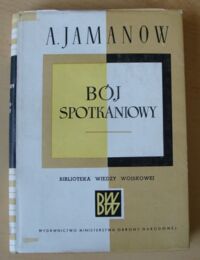 A. JAMANOW
BÓJ
SPOTKANIOWY
BIBLIOTEKA WIEDZY WOJSKOWEJ
BWW
WYDAWNICTWO MINISTERSTWA OBRONY NARODOWEJ